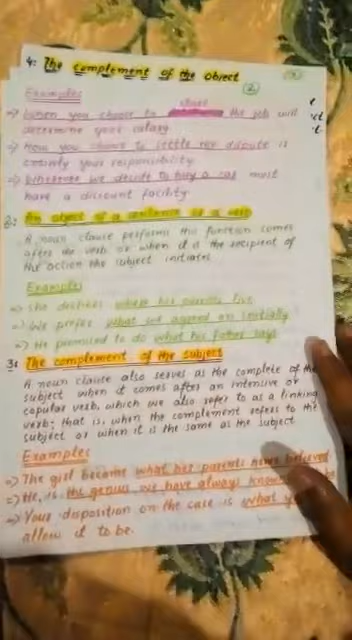 4: The complement of the object
Examples
=> When you choose to start the job will
determine your salary.
=> How you choose to settle the dispute is
entirely your responsibility
=> Wherever we decide to buy a car must
have a discount facility.
2: An object of a sentence or a verb
A noun clause performs this function comes
after the verb or when it is the recipient of
the action the subject initiates
Examples
=> She dislikes where his parents live
=> We prefer what we agreed on initially
=> He promised to do what his father says
3: The complement of the subject
A noun clause also serves as the complete of the
subject when it comes after an intensive or
copular verb, which we also refer to as a linking
verb; that is, when the complement refers to the
subject or when it is the same as the subject
Examples
=> The girl became what his parents never believed
=> He is the genius we have always known be
=> Your disposition on the case is what
allow it to be.